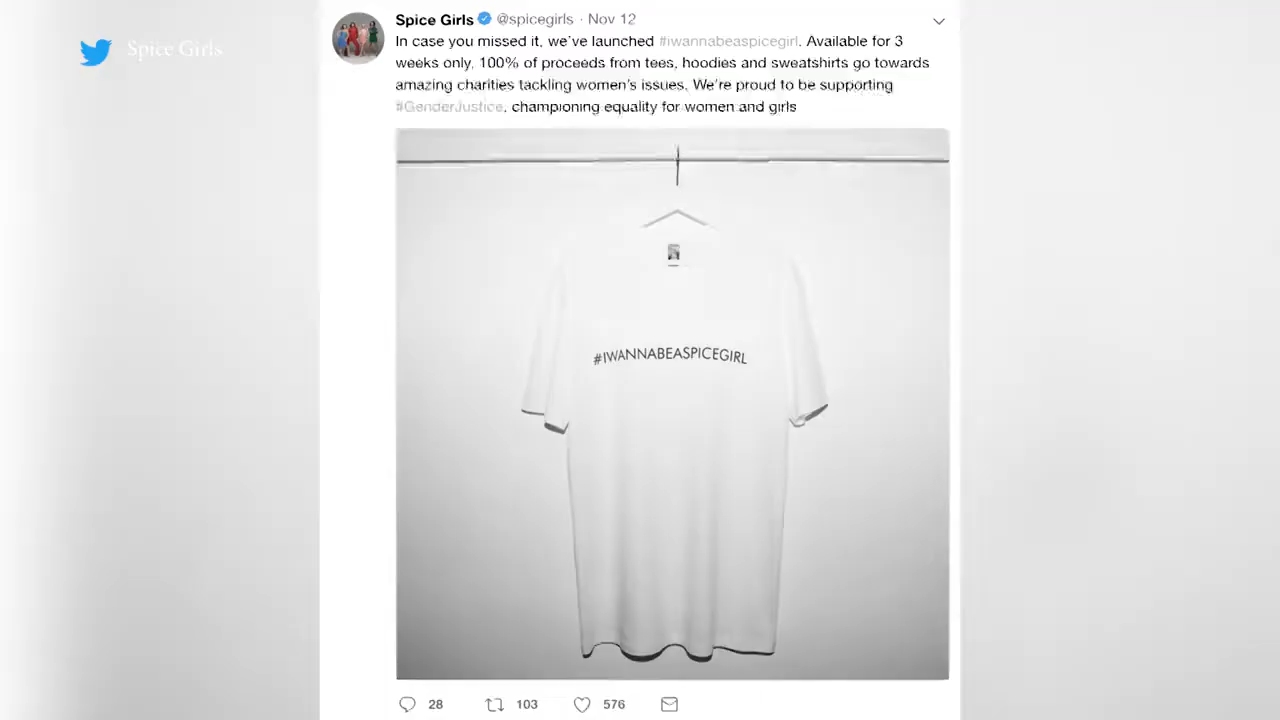 Spice Girls
Spice Girls @spicegirls · Nov 12
In case you missed it, we've launched #iwannabeaspicegirl. Available for 3
weeks only, 100% of proceeds from tees, hoodies and sweatshirts go towards
amazing charities tackling women's issues. We're proud to be supporting
#GenderJustice, championing equality for women and girls
#IWANNABEASPICEGIRL
28 103 576